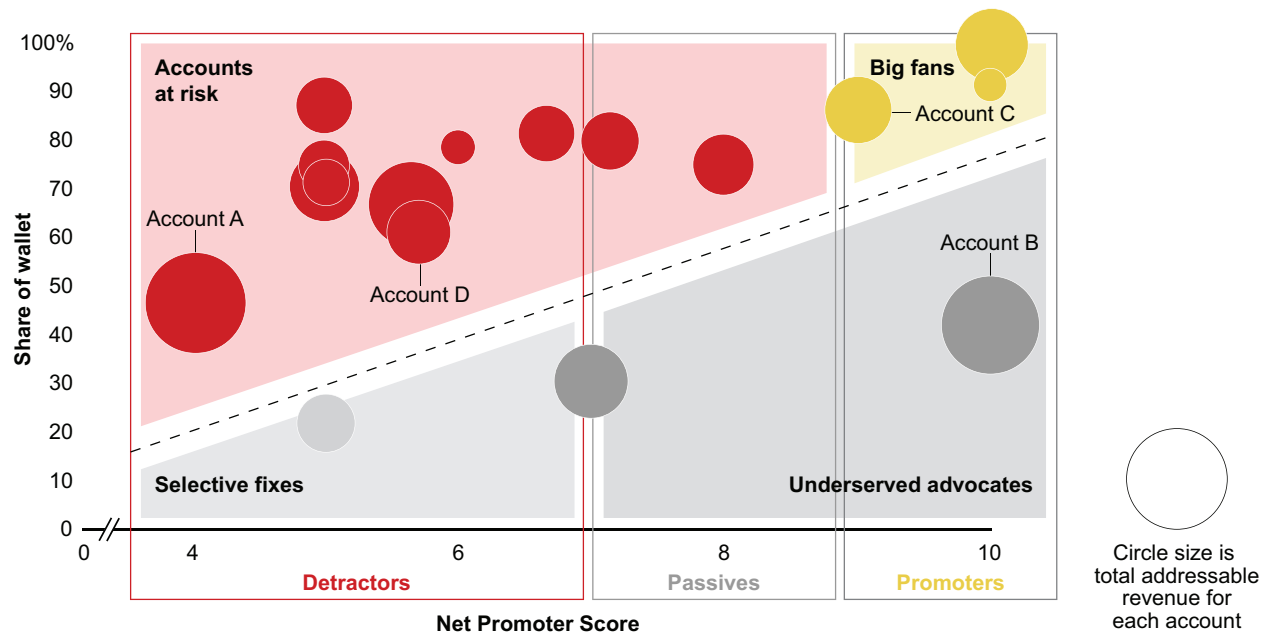 100%
90
80
70
60
50
40
30
20
10
0
Share of wallet
Accounts
at risk
Big fans
Account C
Account A
Account D
Account B
Selective fixes
Underserved advocates
0
4
6
8
10
Detractors
Passives
Promoters
Net Promoter Score
Circle size is
total addressable
revenue for
each account